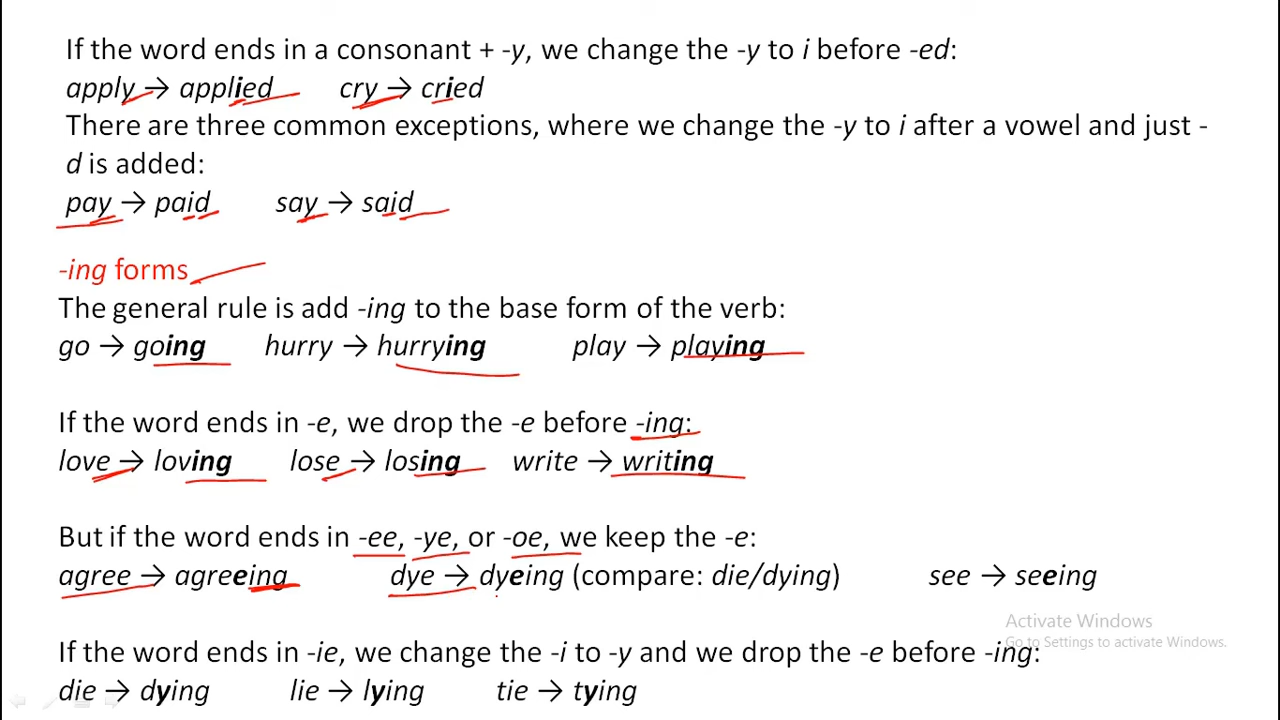 If the word ends in a consonant + -y, we change the -y to i before -ed:
apply → applied cry → cried
There are three common exceptions, where we change the -y to i after a vowel and just -
d is added:
pay → paid say → said
-ing forms
The general rule is add -ing to the base form of the verb:
go → going hurry → hurrying play → playing
If the word ends in -e, we drop the -e before -ing:
love → loving lose → losing write → writing
But if the word ends in -ee, -ye, or -oe, we keep the -e:
agree → agreeing dye → dyeing (compare: die/dying) see → seeing
Activate Windows
Go to Settings to activate Windows.
If the word ends in -ie, we change the -i to -y and we drop the -e before -ing:
die → dying lie → lying tie → tying